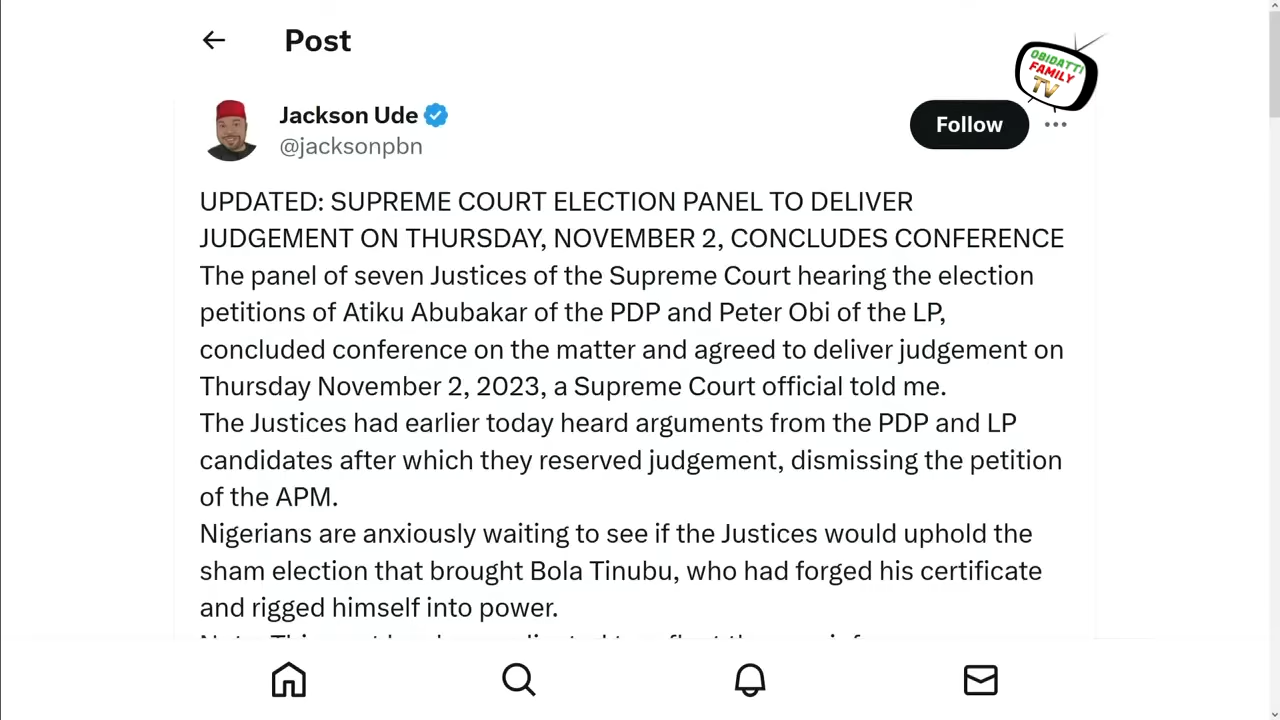 Post
OBIDATTI
FAMILY
TV
Jackson Ude
@jacksonpbn
Follow
UPDATED: SUPREME COURT ELECTION PANEL TO DELIVER
JUDGEMENT ON THURSDAY, NOVEMBER 2, CONCLUDES CONFERENCE
The panel of seven Justices of the Supreme Court hearing the election
petitions of Atiku Abubakar of the PDP and Peter Obi of the LP,
concluded conference on the matter and agreed to deliver judgement on
Thursday November 2, 2023, a Supreme Court official told me.
The Justices had earlier today heard arguments from the PDP and LP
candidates after which they reserved judgement, dismissing the petition
of the APM.
Nigerians are anxiously waiting to see if the Justices would uphold the
sham election that brought Bola Tinubu, who had forged his certificate
and rigged himself into power.